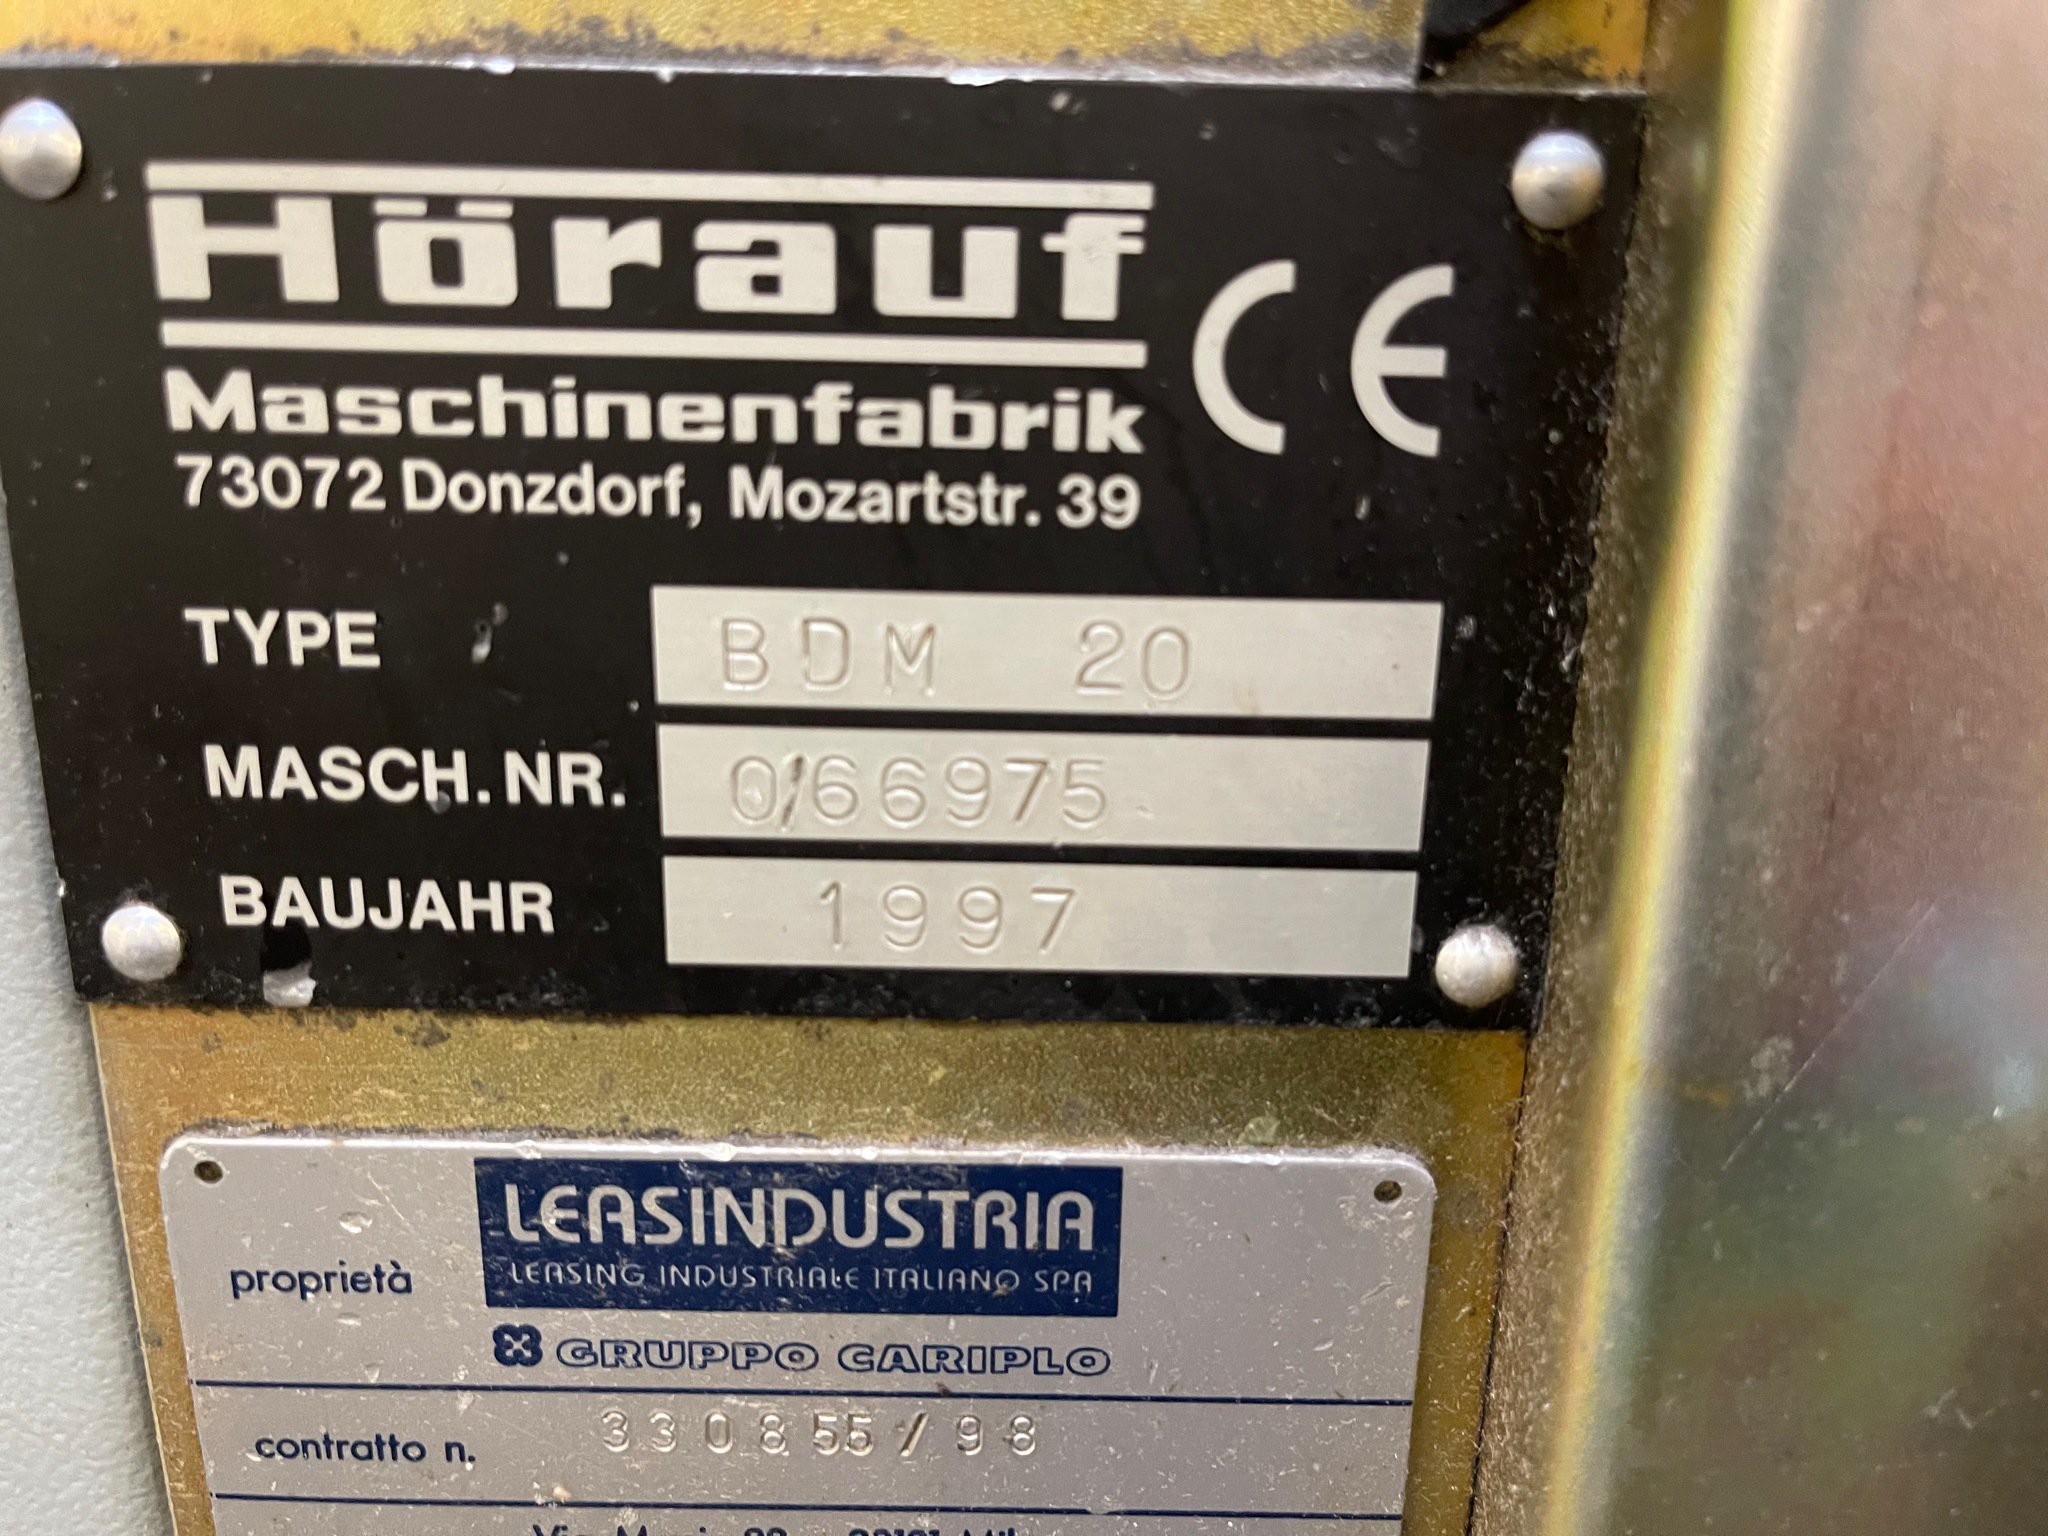 Hörauf
CE
Maschinenfabrik
73072 Donzdorf, Mozartstr. 39
TYPE BDM 20
MASCH.NR. 0/66975
BAUJAHR 1997
LEASINDUSTRIA
proprietà LEASING INDUSTRIALE ITALIANO SPA
GRUPPO CARIPLO
contratto n. 330855/98